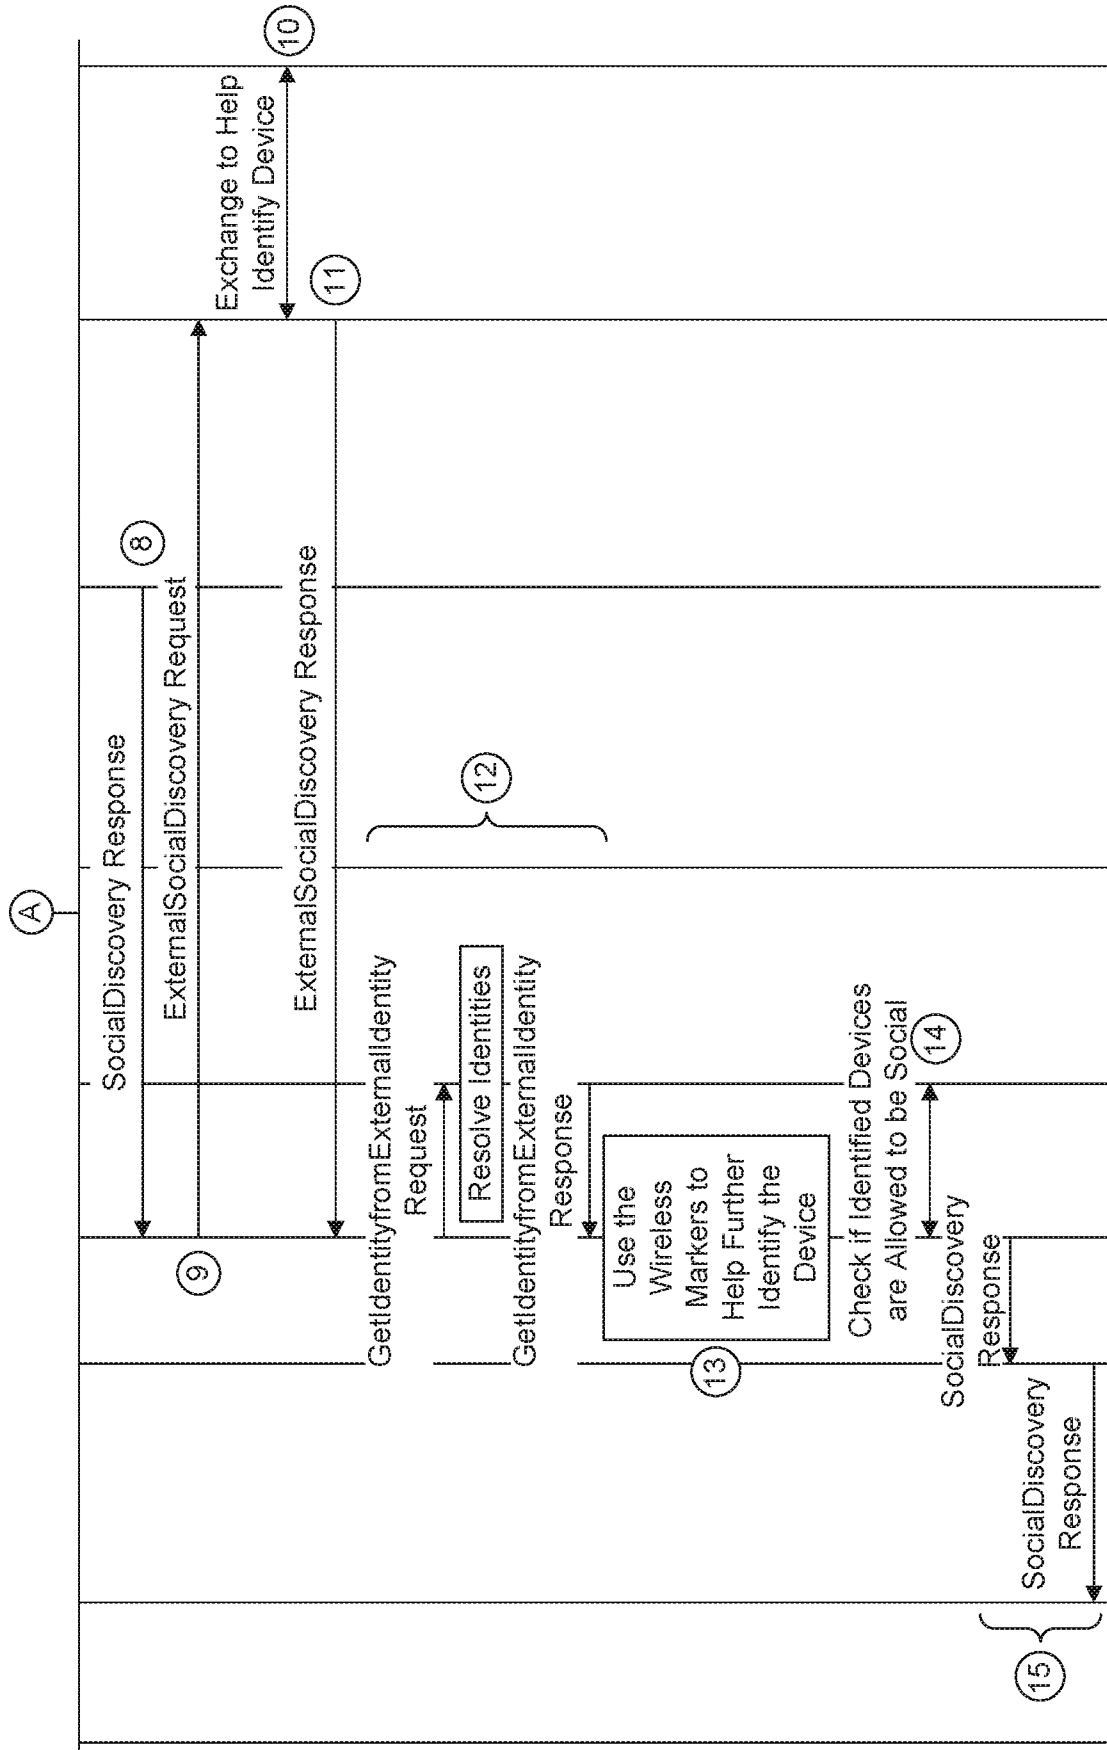 A
SocialDiscovery Response
8
9
ExternalSocialDiscovery Request
Exchange to Help
Identify Device
10
11
ExternalSocialDiscovery Response
GetIdentityfromExternalIdentity
Request
12
Resolve Identities
GetIdentityfromExternalIdentity
Response
Use the
Wireless
Markers to
Help Further
Identify the
Device
13
Check if Identified Devices
are Allowed to be Social
14
SocialDiscovery
Response
SocialDiscovery
Response
15